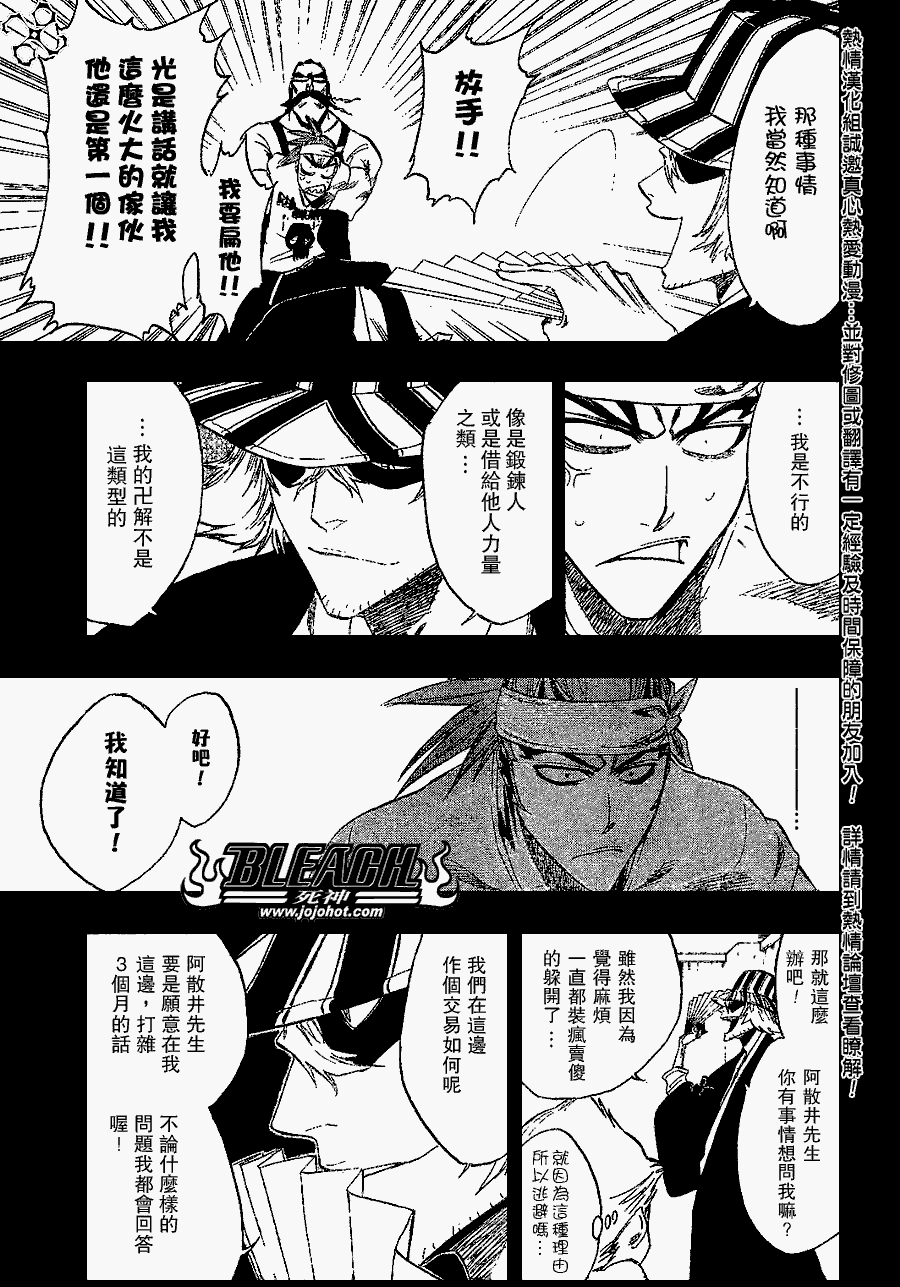 那種事情
我當然知道啊
放手!!
我要扁他!!
光是講話就讓我
這麼火大的傢伙
他還是第一個!!
…我是不行的
像是鍛鍊人
或是借給他人力量
之類…
…我的卍解不是
這類型的
好吧!
我知道了!
BLEACH
死神
www.jojohot.com
那就這麼
辦吧!
阿散井先生
你有事情想問我嘛?
雖然我因為
覺得麻煩
一直都裝瘋賣傻
的躲開了…
就因為這種理由
所以逃避嗎…
我們在這邊
作個交易如何呢
阿散井先生
要是願意在我
這邊,打雜
3個月的話
不論什麼樣的
問題我都會回答
喔!
熱情漢化組誠邀真心熱愛動漫…並對修圖或翻譯有一定經驗及時間保障的朋友加入! 詳情請到熱情論壇查看瞭解!